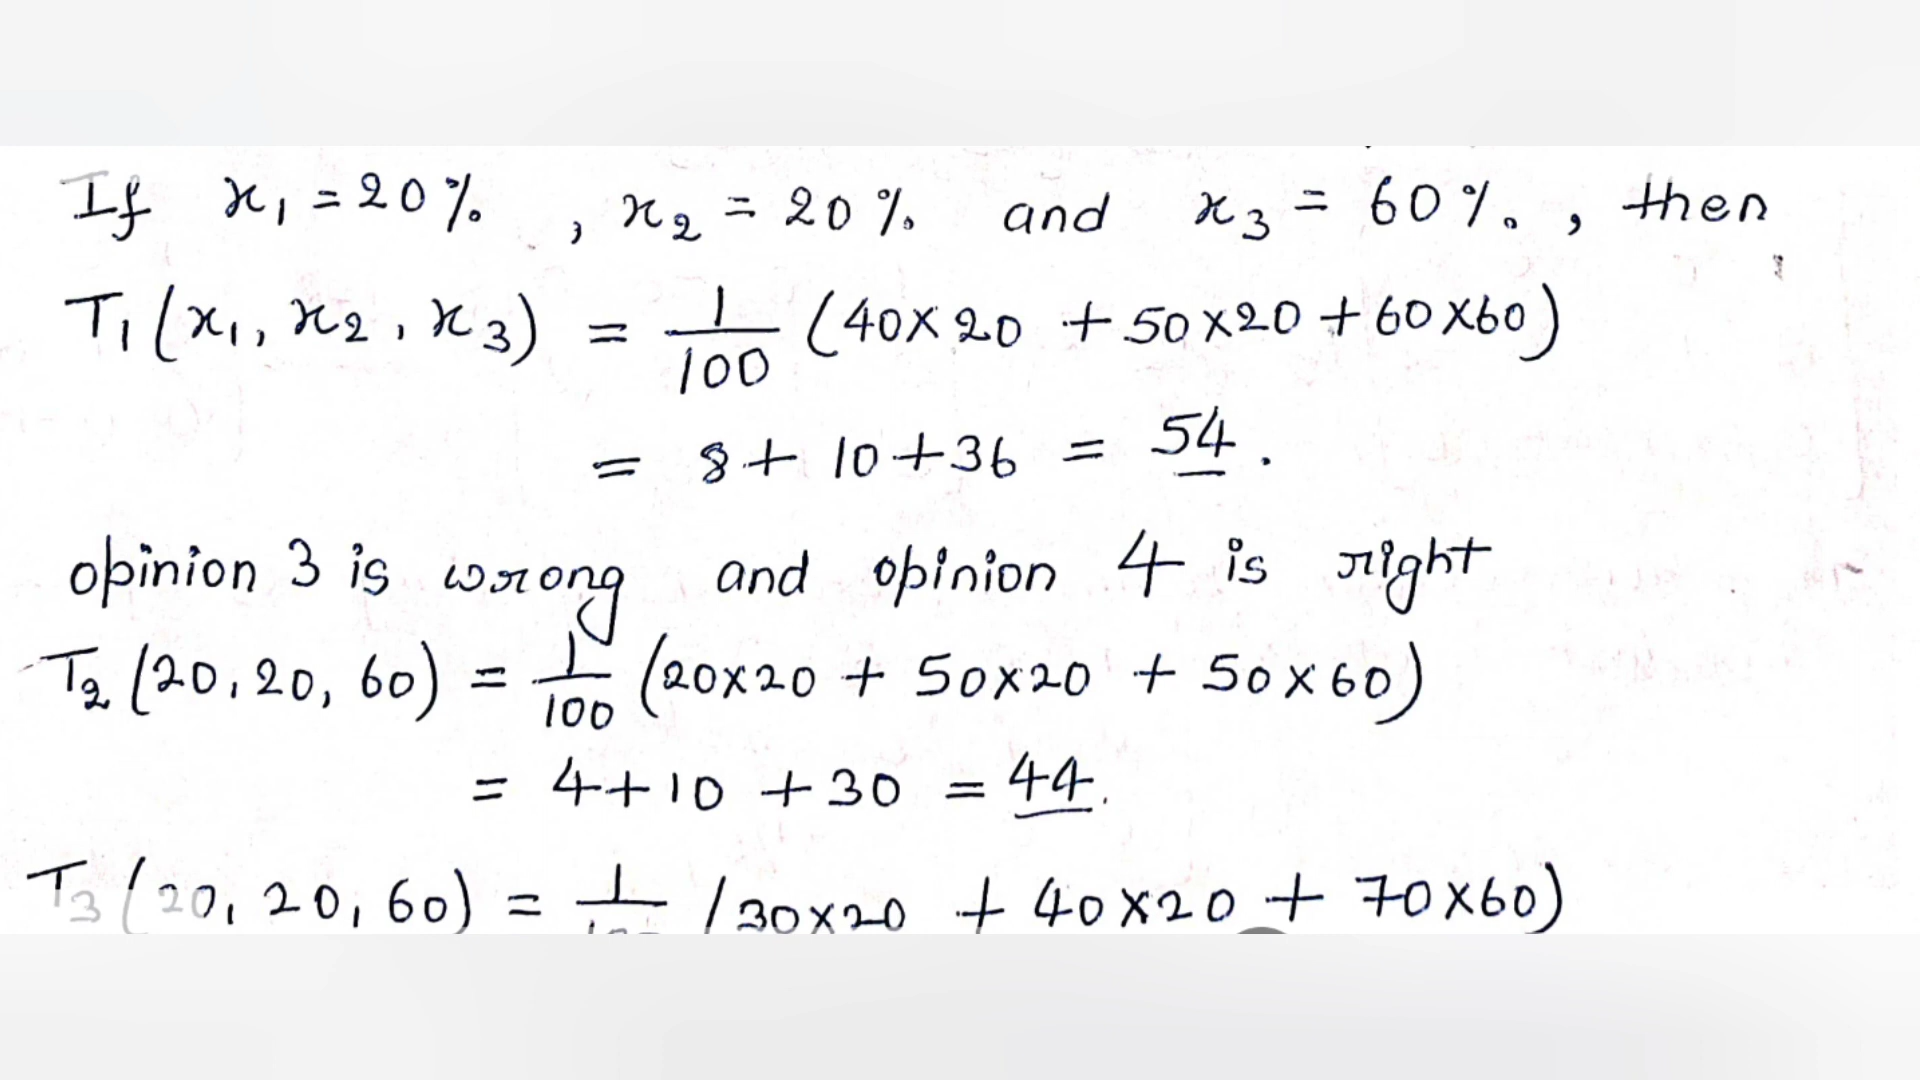 If x₁ = 20% , x₂ = 20% and x₃ = 60% , then
T₁(x₁, x₂, x₃) = 1/100 (40×20 + 50×20 + 60×60)
= 8 + 10 + 36 = 54.
opinion 3 is wrong and opinion 4 is right
T₂(20, 20, 60) = 1/100 (20×20 + 50×20 + 50×60)
= 4 + 10 + 30 = 44.
T₃(20, 20, 60) = 1/100 (30×20 + 40×20 + 70×60)